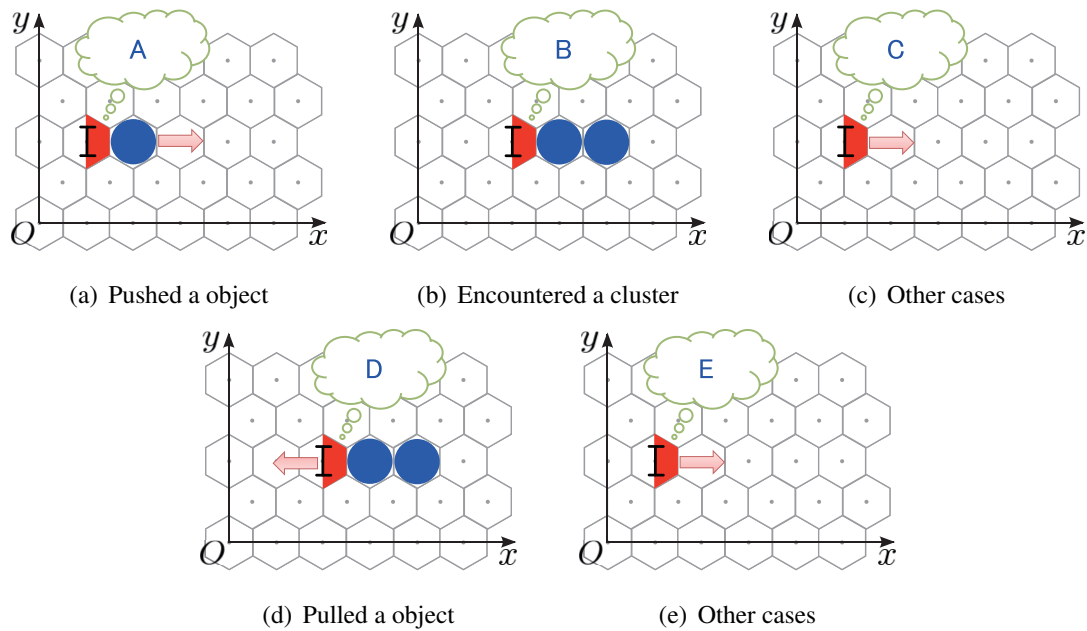 y A O x
y B O x
y C O x
(a) Pushed a object
(b) Encountered a cluster
(c) Other cases
y D O x
y E O x
(d) Pulled a object
(e) Other cases